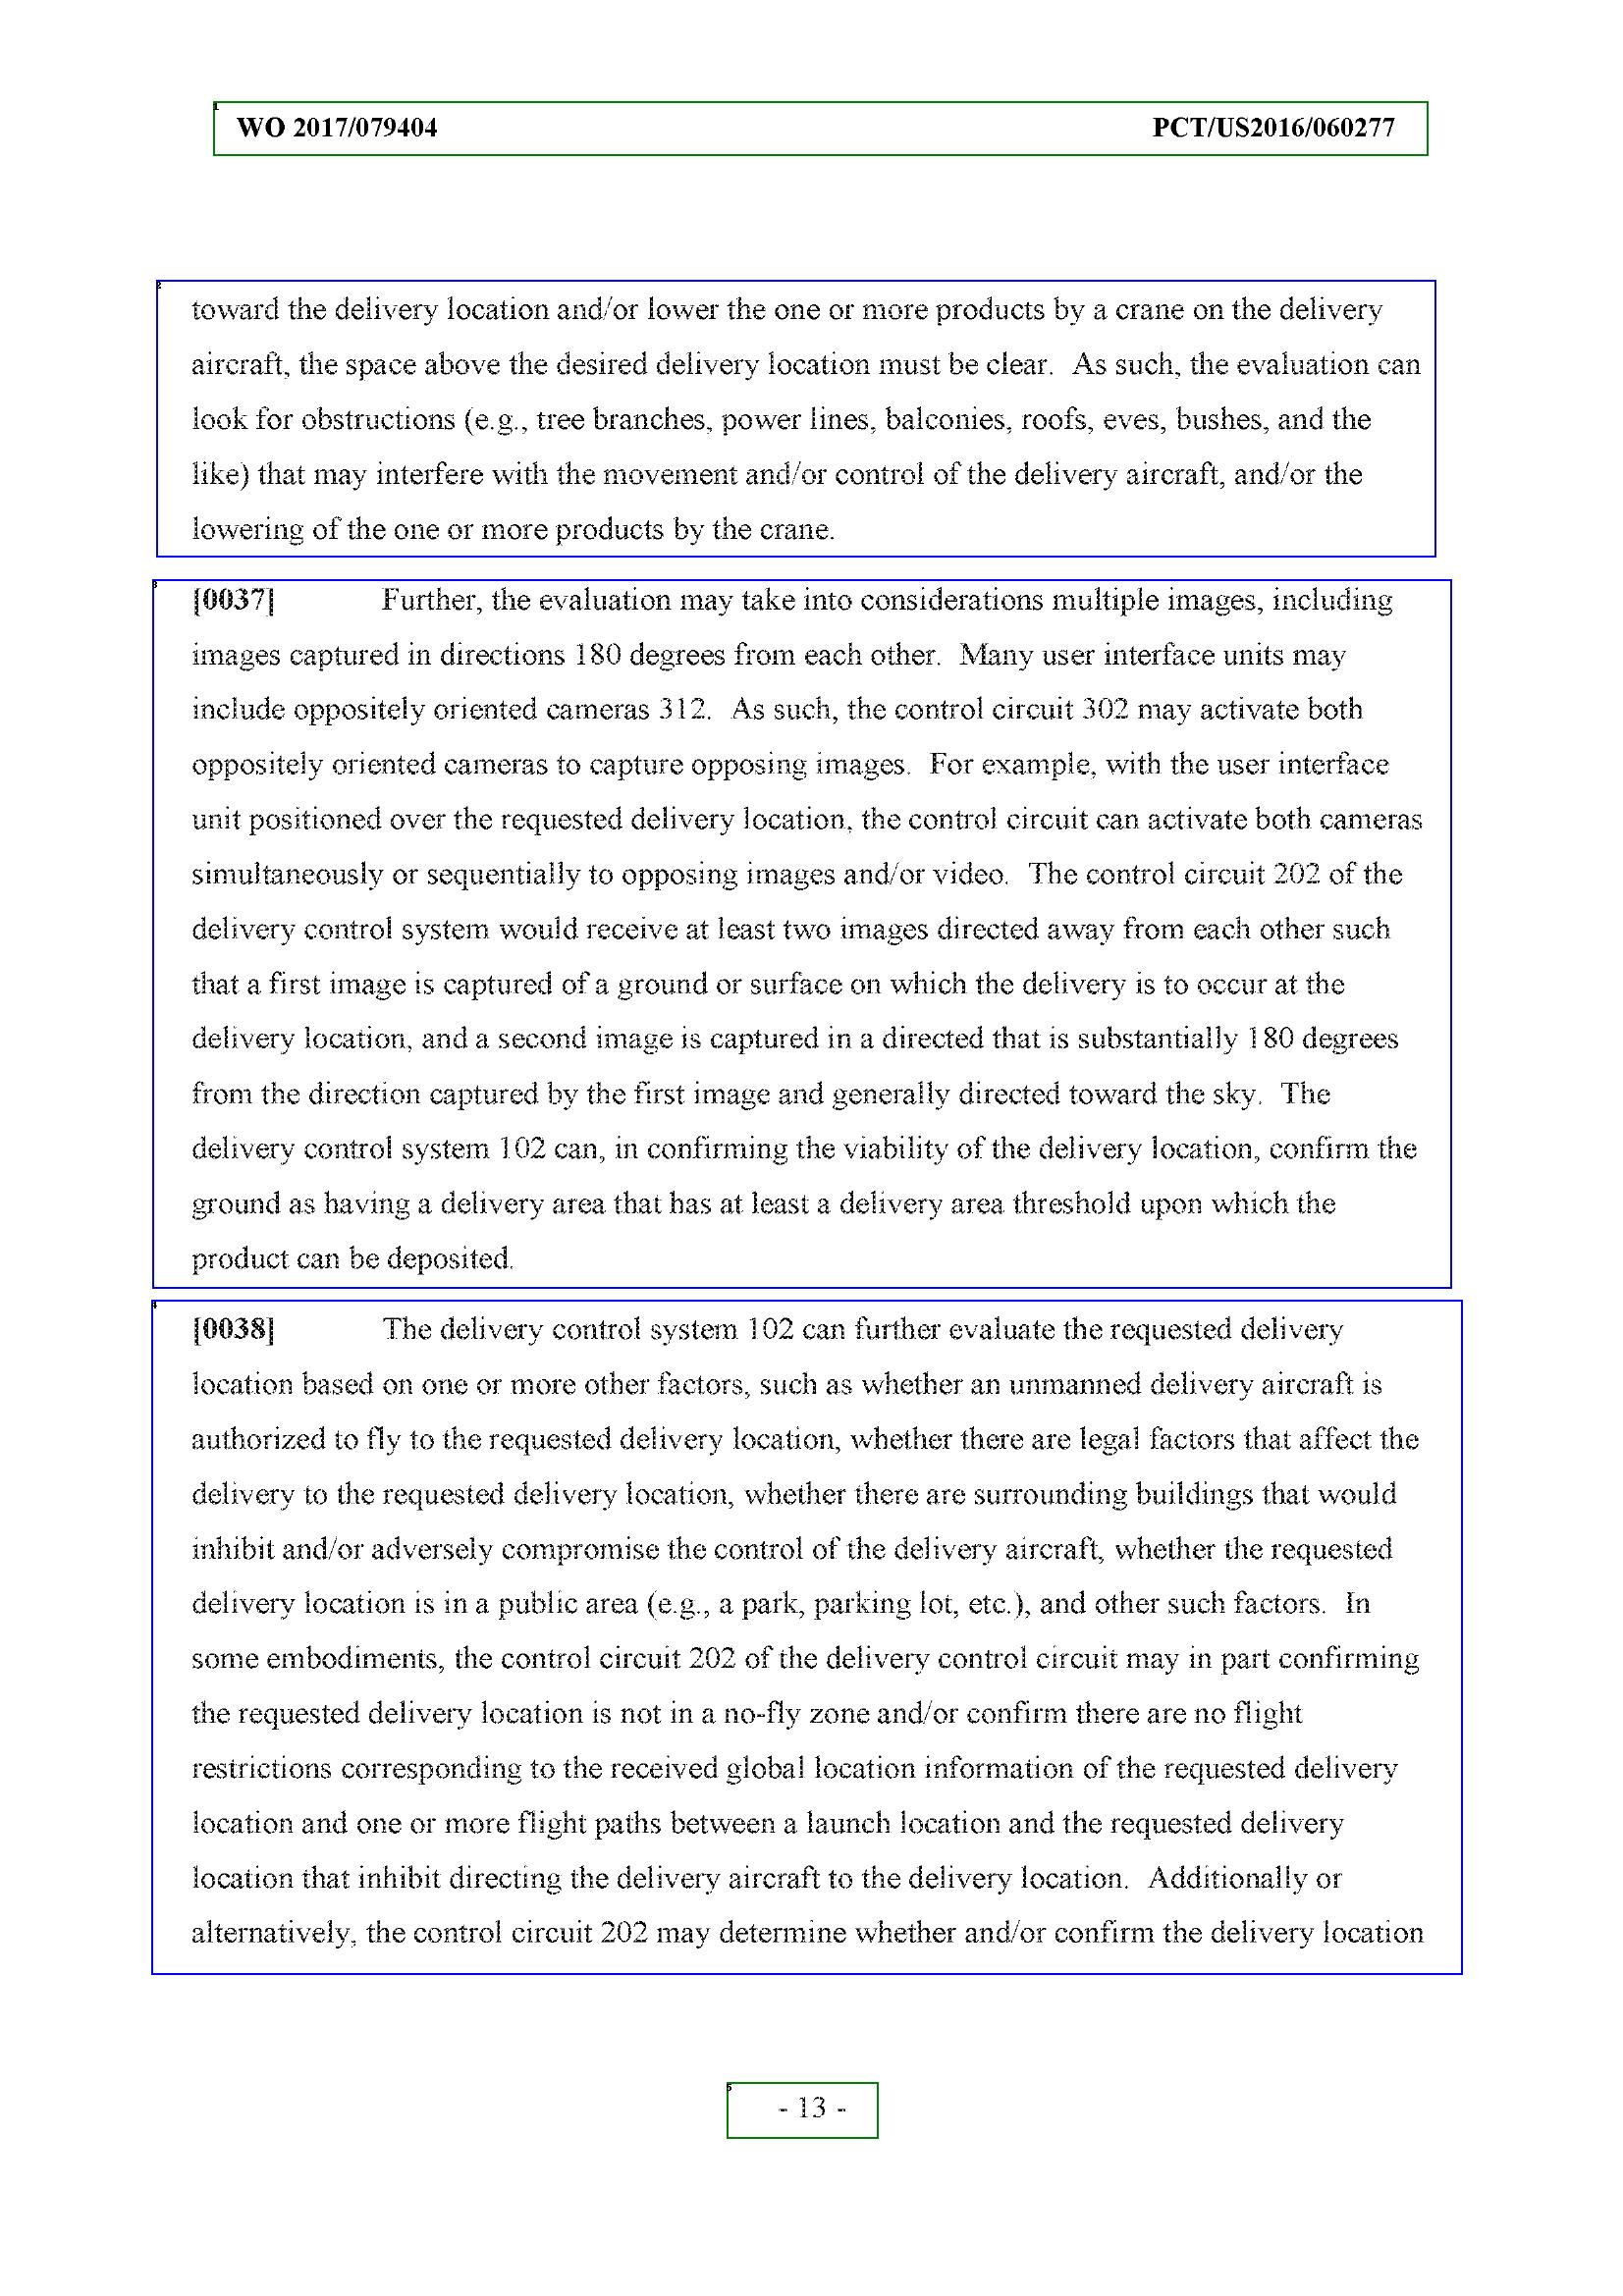 WO 2017/079404 PCT/US2016/060277
toward the delivery location and/or lower the one or more products by a crane on the delivery
aircraft, the space above the desired delivery location must be clear. As such, the evaluation can
look for obstructions (e.g., tree branches, power lines, balconies, roofs, eves, bushes, and the
like) that may interfere with the movement and/or control of the delivery aircraft, and/or the
lowering of the one or more products by the crane.
[0037] Further, the evaluation may take into considerations multiple images, including
images captured in directions 180 degrees from each other. Many user interface units may
include oppositely oriented cameras 312. As such, the control circuit 302 may activate both
oppositely oriented cameras to capture opposing images. For example, with the user interface
unit positioned over the requested delivery location, the control circuit can activate both cameras
simultaneously or sequentially to opposing images and/or video. The control circuit 202 of the
delivery control system would receive at least two images directed away from each other such
that a first image is captured of a ground or surface on which the delivery is to occur at the
delivery location, and a second image is captured in a directed that is substantially 180 degrees
from the direction captured by the first image and generally directed toward the sky. The
delivery control system 102 can, in confirming the viability of the delivery location, confirm the
ground as having a delivery area that has at least a delivery area threshold upon which the
product can be deposited.
[0038] The delivery control system 102 can further evaluate the requested delivery
location based on one or more other factors, such as whether an unmanned delivery aircraft is
authorized to fly to the requested delivery location, whether there are legal factors that affect the
delivery to the requested delivery location, whether there are surrounding buildings that would
inhibit and/or adversely compromise the control of the delivery aircraft, whether the requested
delivery location is in a public area (e.g., a park, parking lot, etc.), and other such factors. In
some embodiments, the control circuit 202 of the delivery control circuit may in part confirming
the requested delivery location is not in a no-fly zone and/or confirm there are no flight
restrictions corresponding to the received global location information of the requested delivery
location and one or more flight paths between a launch location and the requested delivery
location that inhibit directing the delivery aircraft to the delivery location. Additionally or
alternatively, the control circuit 202 may determine whether and/or confirm the delivery location
- 13 -